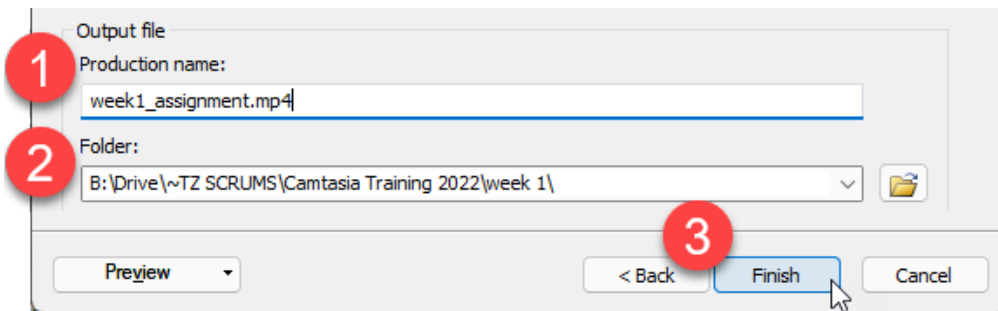 Output file
1
Production name:
week1_assignment.mp4
2
Folder:
B:\Drive\~TZ SCRUMS\Camtasia Training 2022\week 1\
3
Preview < Back Finish Cancel